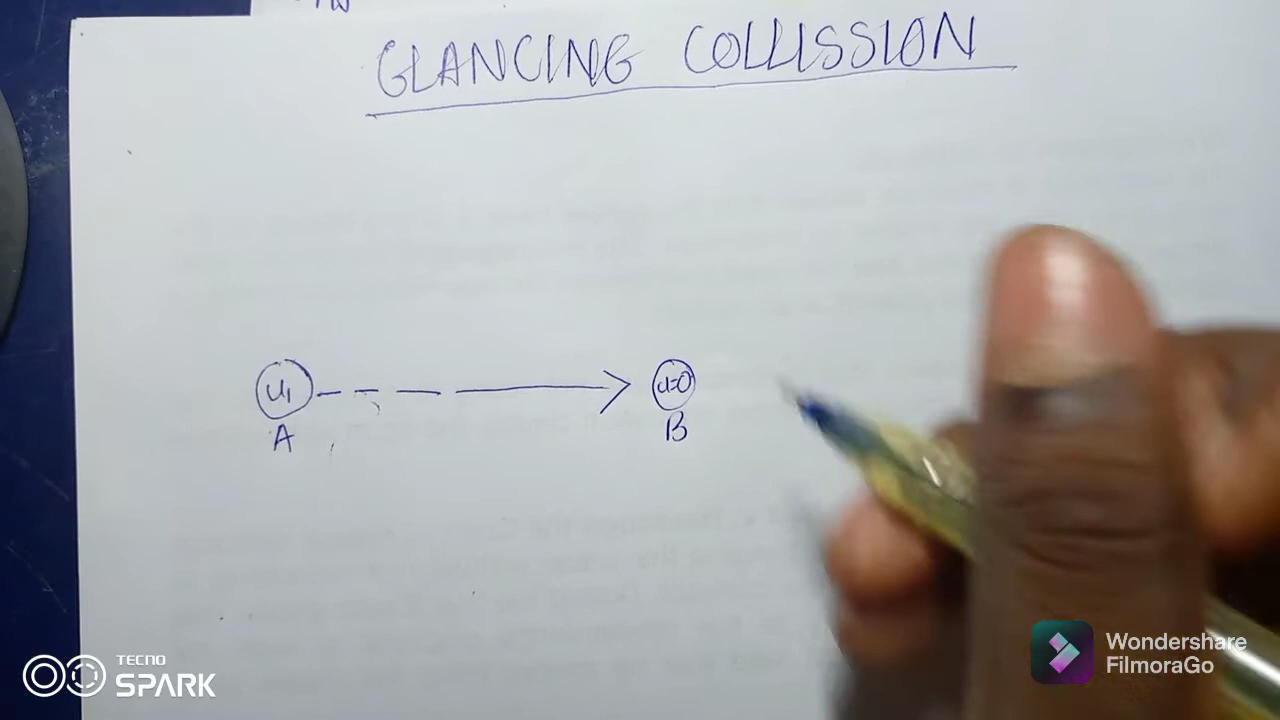 GLANCING COLLISSION
U1
u=0
A
B
TECNO
SPARK
Wondershare
FilmoraGo